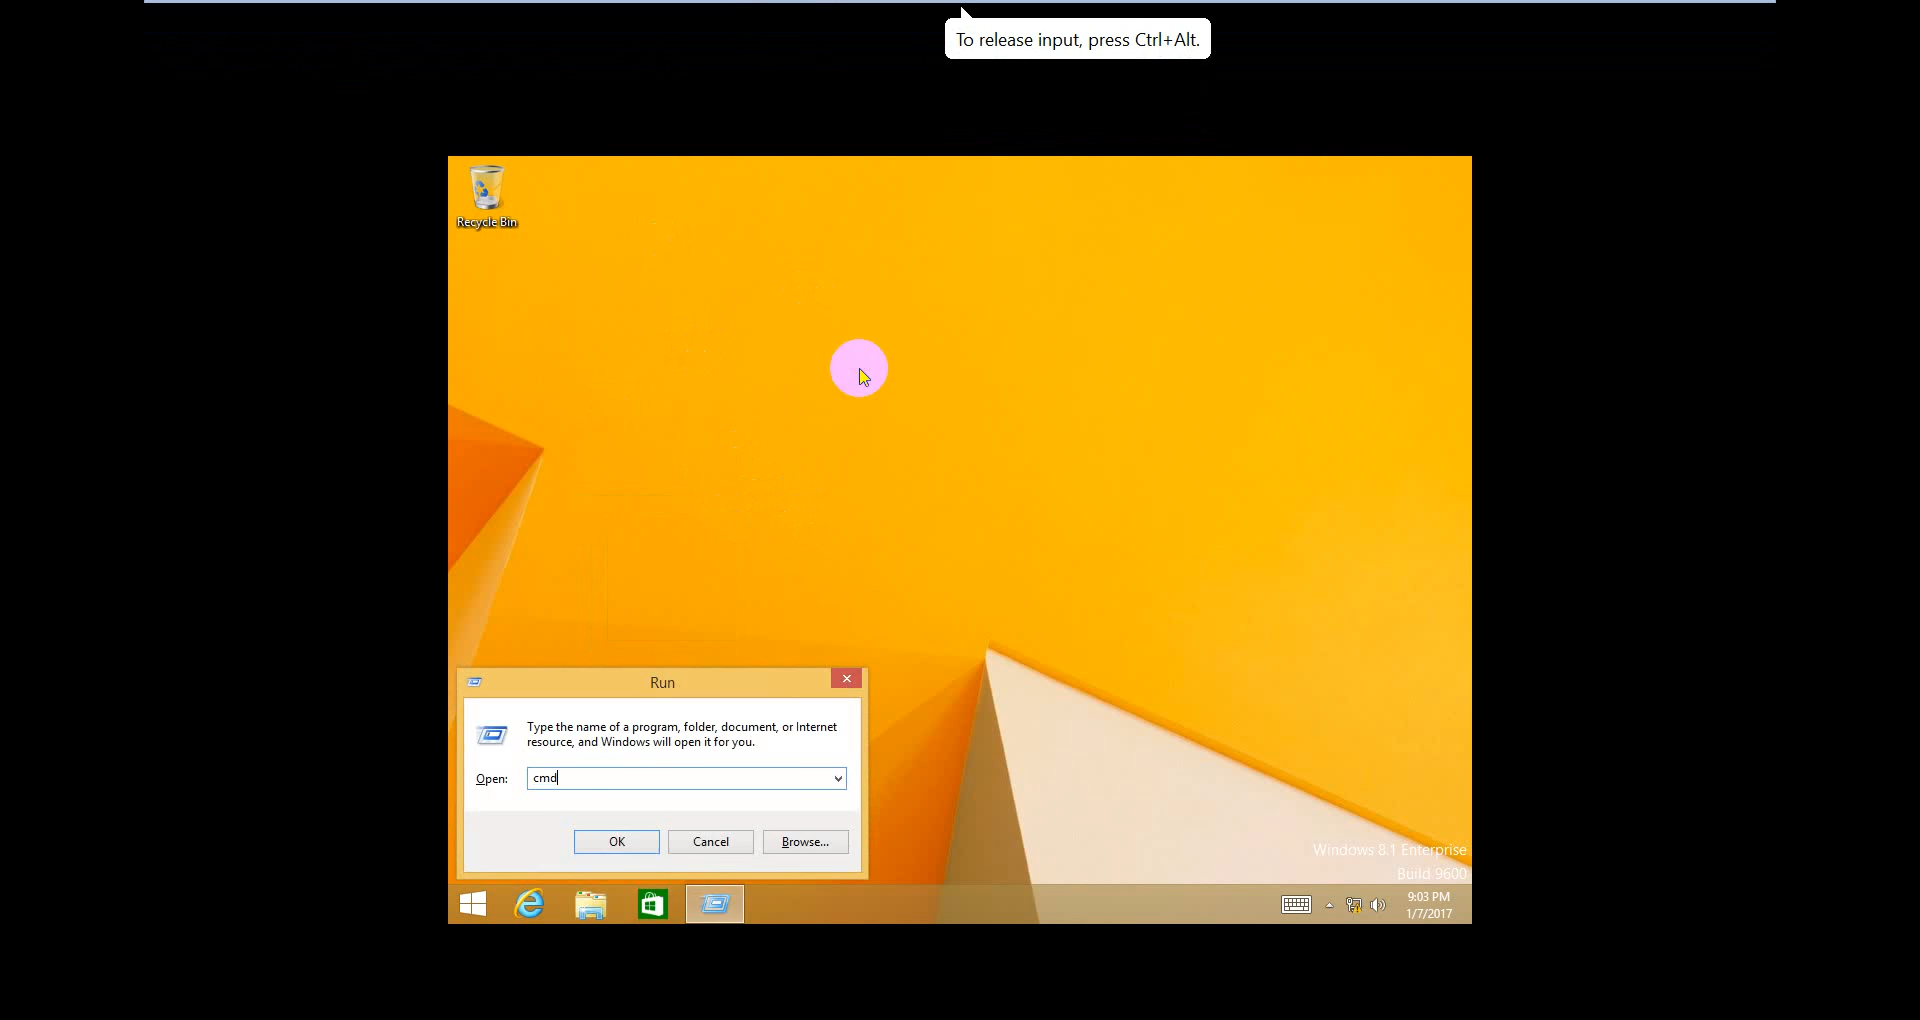 To release input, press Ctrl+Alt.
Recycle Bin
Run
Type the name of a program, folder, document, or Internet
resource, and Windows will open it for you.
Open: cmd
OK Cancel Browse...
Windows 8.1 Enterprise
Build 9600
9:03 PM
1/7/2017